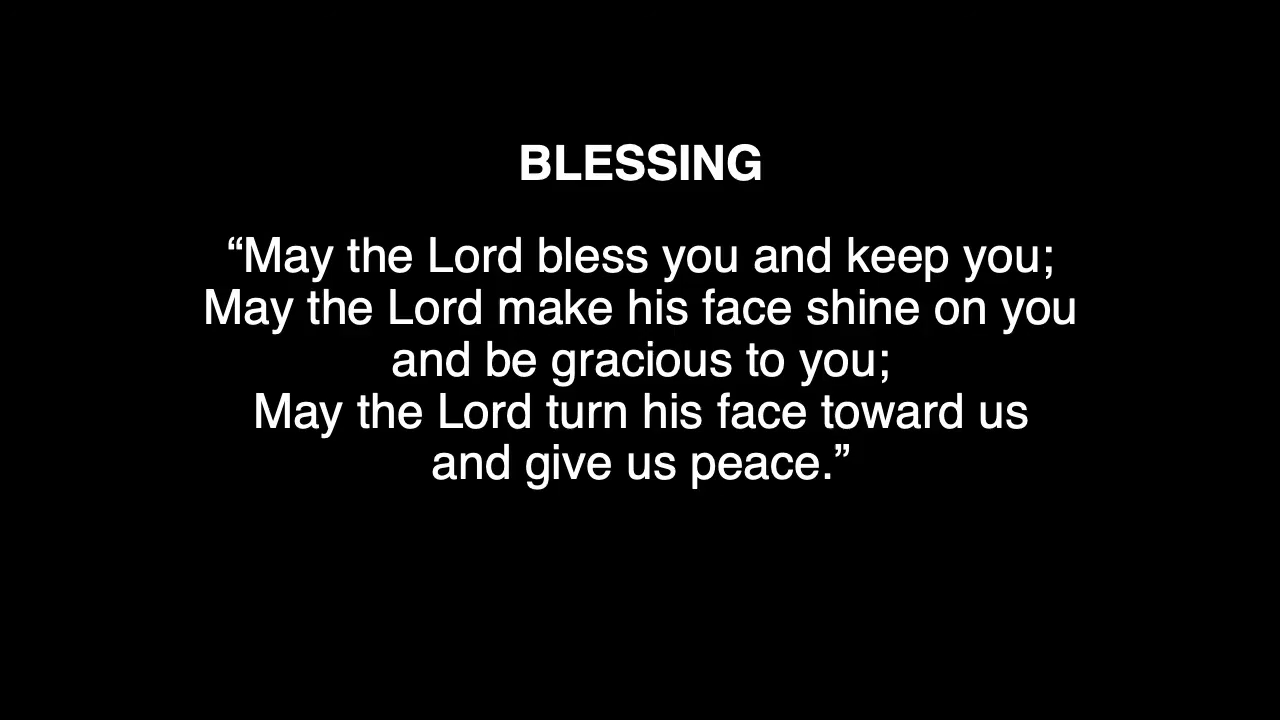 BLESSING
“May the Lord bless you and keep you;
May the Lord make his face shine on you
and be gracious to you;
May the Lord turn his face toward us
and give us peace.”